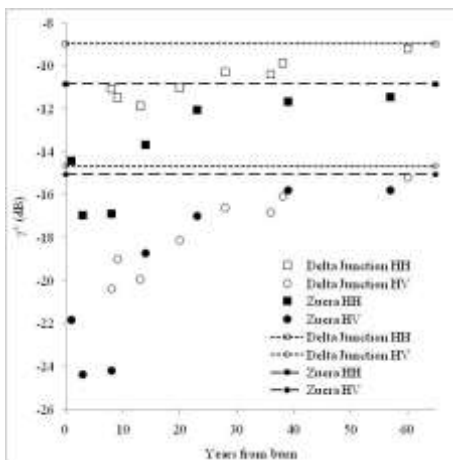 -8
-10
-12
-14
-16
-18
-20
-22
-24
-26
γ° (dB)
0 10 20 30 40 50 60
Years from burn
Delta Junction HH
Delta Junction HV
Zuera HH
Zuera HV
Delta Junction HH
Delta Junction HV
Zuera HH
Zuera HV